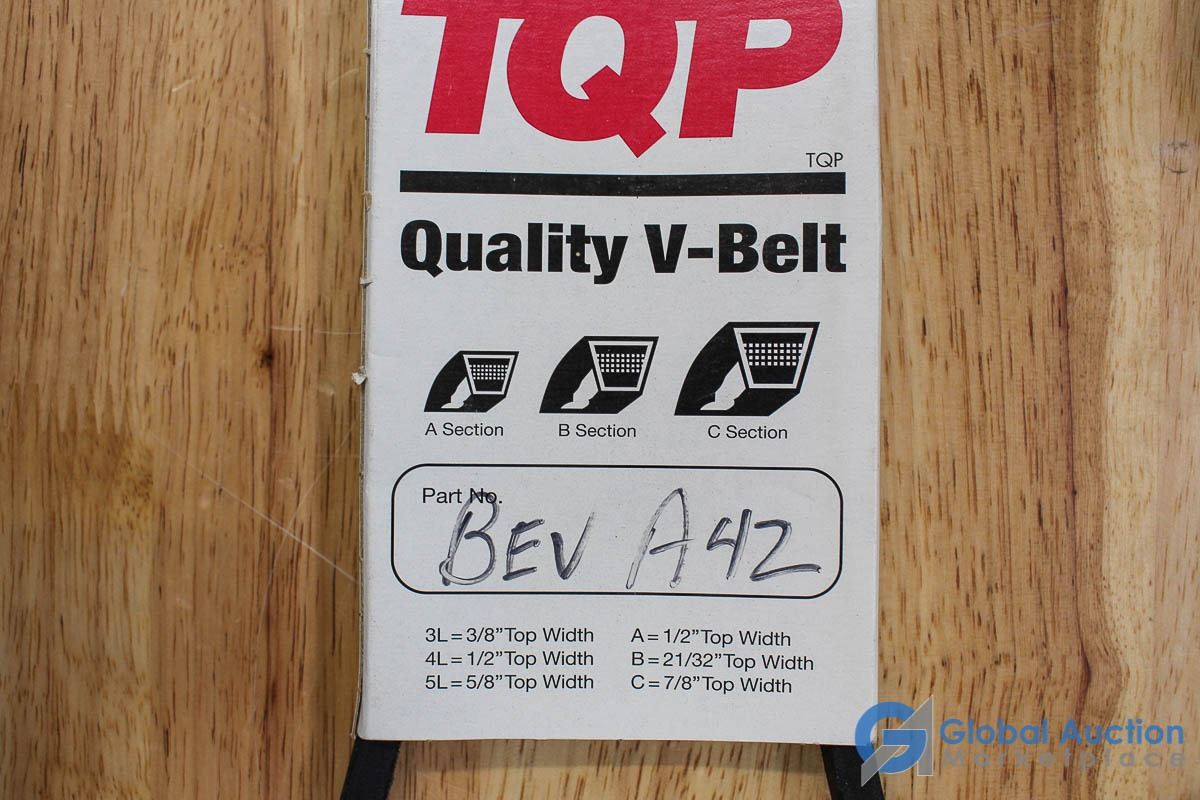 TQP
TQP
Quality V-Belt
A Section B Section C Section
Part No.
BEV A42
3L = 3/8" Top Width A = 1/2" Top Width
4L = 1/2" Top Width B = 21/32" Top Width
5L = 5/8" Top Width C = 7/8" Top Width
Global Auction
Marketplace